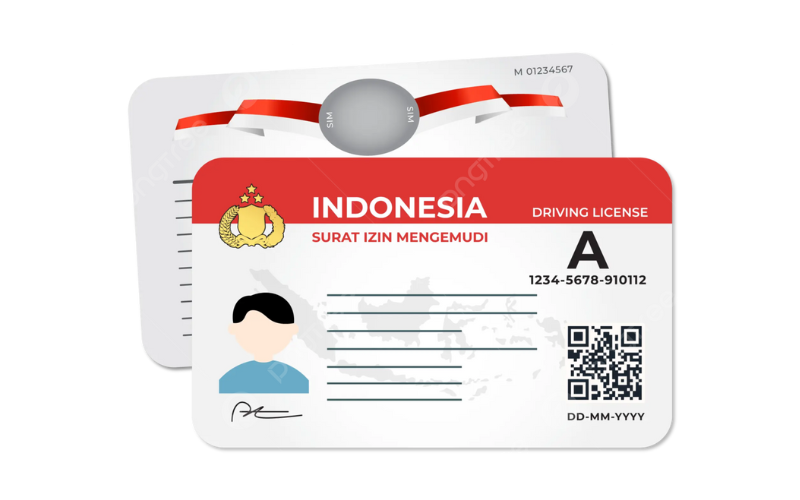 M 01234567
SIM
SIM
INDONESIA
DRIVING LICENSE
SURAT IZIN MENGEMUDI
A
1234-5678-910112
DD-MM-YYYY